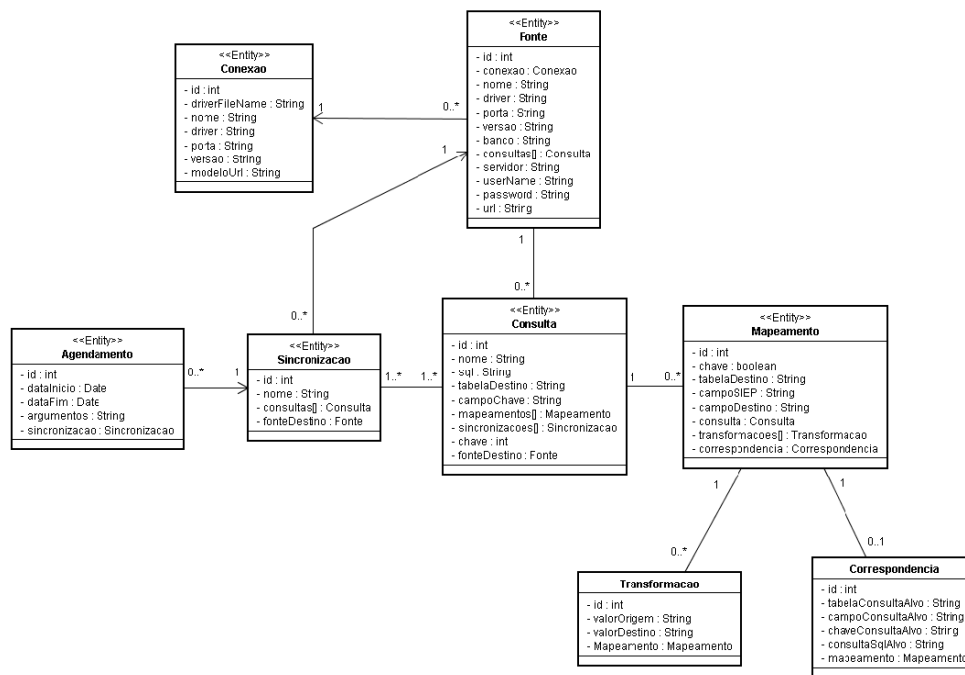 <<Entity>>
Conexao
- id : int
- driverFileName : String
- nome : String
- driver : String
- porta : String
- versao : String
- modeloUrl : String
<<Entity>>
Fonte
- id : int
- conexao : Conexao
- nome : String
- driver : String
- porta : String
- versao : String
- banco : String
- consultas[] : Consulta
- servidor : String
- userName : String
- password : String
- url : String
1
0..*
1
0..*
1
0..*
<<Entity>>
Agendamento
- id : int
- dataInicio : Date
- dataFim : Date
- argumentos : String
- sincronizacao : Sincronizacao
0..*
1
<<Entity>>
Sincronizacao
- id : int
- nome : String
- consultas[] : Consulta
- fonteDestino : Fonte
1..*
1..*
<<Entity>>
Consulta
- id : int
- nome : String
- sql : String
- tabelaDestino : String
- campoChave : String
- mapeamentos[] : Mapeamento
- sincronizacoes[] : Sincronizacao
- chave : int
- fonteDestino : Fonte
1
0..*
<<Entity>>
Mapeamento
- id : int
- chave : boolean
- tabelaDestino : String
- campoSIEP : String
- campoDestino : String
- consulta : Consulta
- transformacoes[] : Transformacao
- correspondencia : Correspondencia
1
1
0..*
0..1
Transformacao
- id : int
- valorOrigem : String
- valorDestino : String
- Mapeamento : Mapeamento
Correspondencia
- id : int
- tabelaConsultaAlvo : String
- campoConsultaAlvo : String
- chaveConsultaAlvo : String
- consultaSqlAlvo : String
- mapeamento : Mapeamento